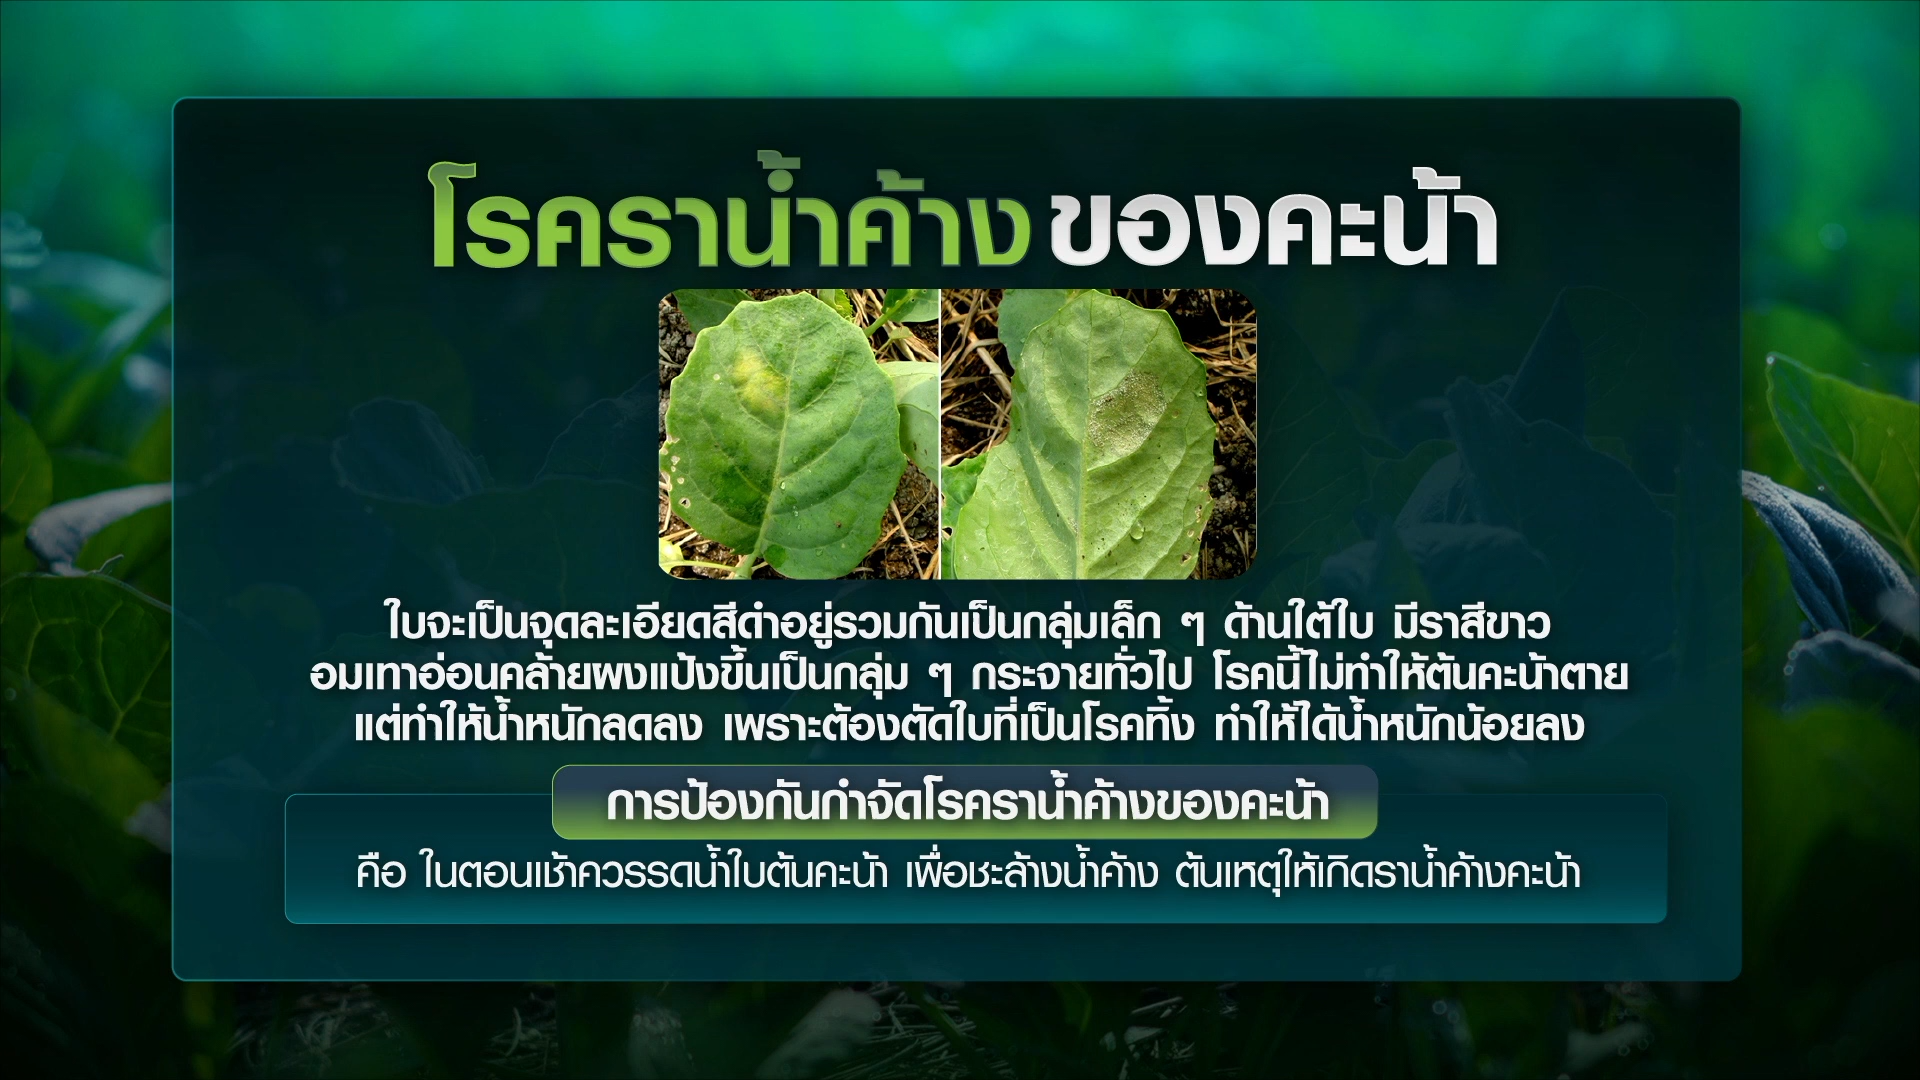 โรคราน้ำค้าง ของคะน้า
ใบจะเป็นจุดละเอียดสีดำอยู่รวมกันเป็นกลุ่มเล็ก ๆ ด้านใต้ใบ มีราสีขาว
อมเทาอ่อนคล้ายผงแป้งขึ้นเป็นกลุ่ม ๆ กระจายทั่วไป โรคนี้ไม่ทำให้ต้นคะน้าตาย
แต่ทำให้น้ำหนักลดลง เพราะต้องตัดใบที่เป็นโรคทิ้ง ทำให้ได้น้ำหนักน้อยลง
การป้องกันกำจัดโรคราน้ำค้างของคะน้า
คือ ในตอนเช้าควรรดน้ำใบต้นคะน้า เพื่อชะล้างน้ำค้าง ต้นเหตุให้เกิดราน้ำค้างคะน้า